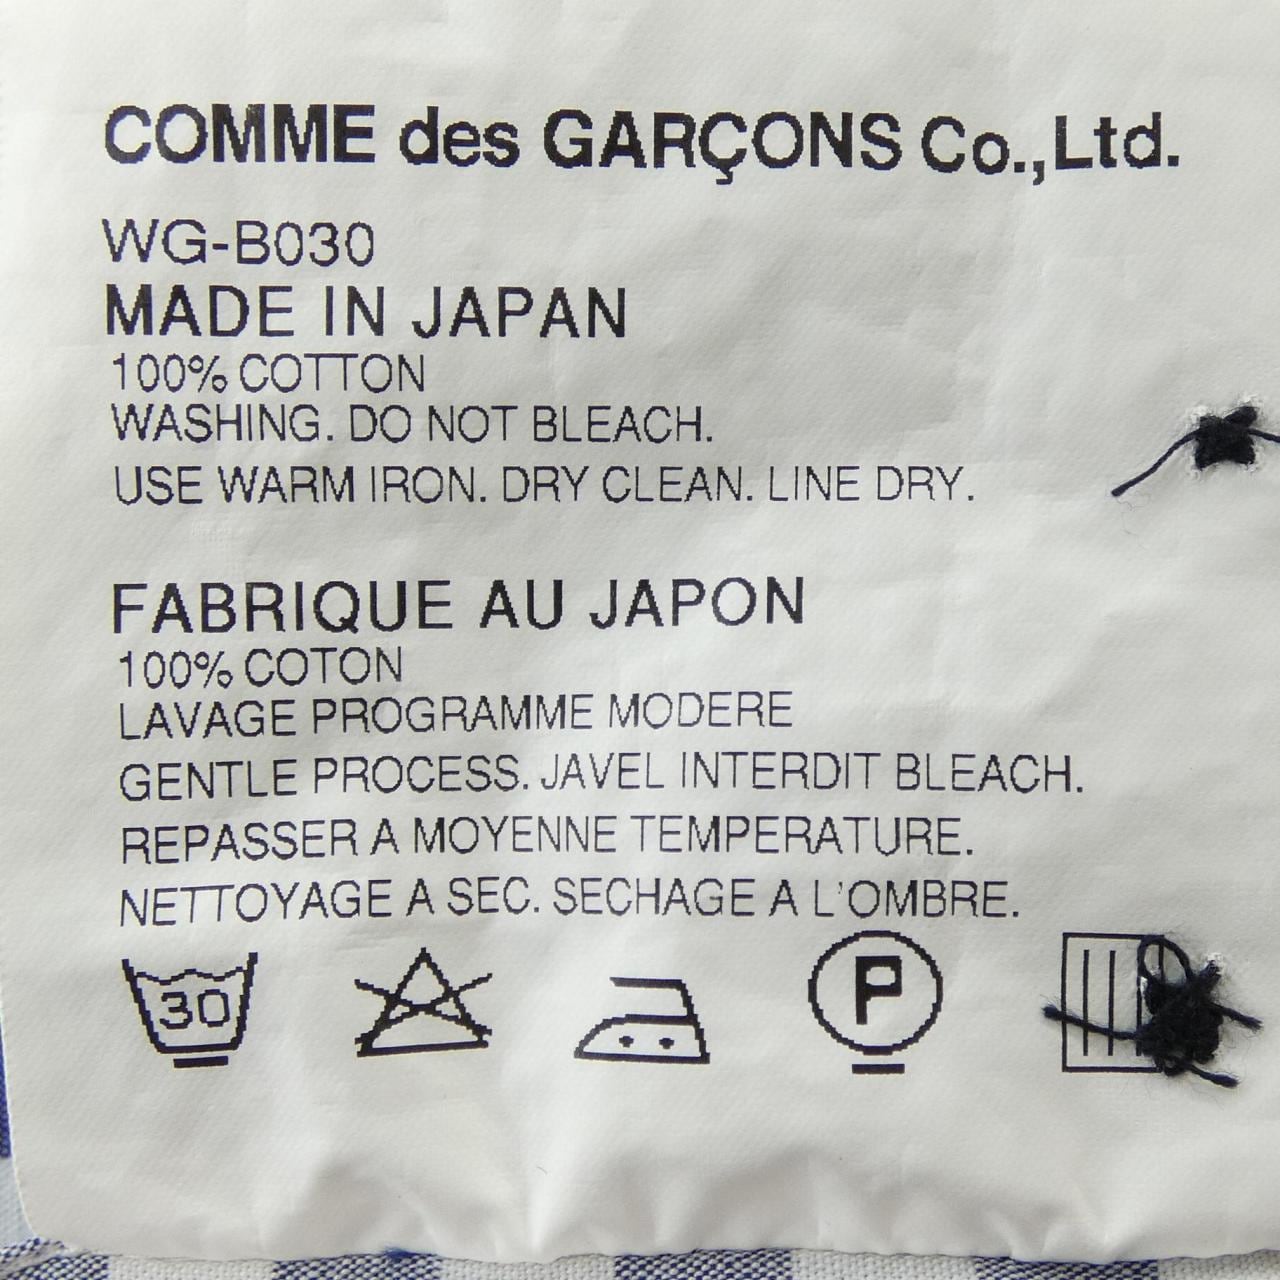 COMME des GARÇONS Co.,Ltd.
WG-B030
MADE IN JAPAN
100% COTTON
WASHING. DO NOT BLEACH.
USE WARM IRON. DRY CLEAN. LINE DRY.
FABRIQUE AU JAPON
100% COTON
LAVAGE PROGRAMME MODERE
GENTLE PROCESS. JAVEL INTERDIT BLEACH.
REPASSER A MOYENNE TEMPERATURE.
NETTOYAGE A SEC. SECHAGE A L'OMBRE.
30 P